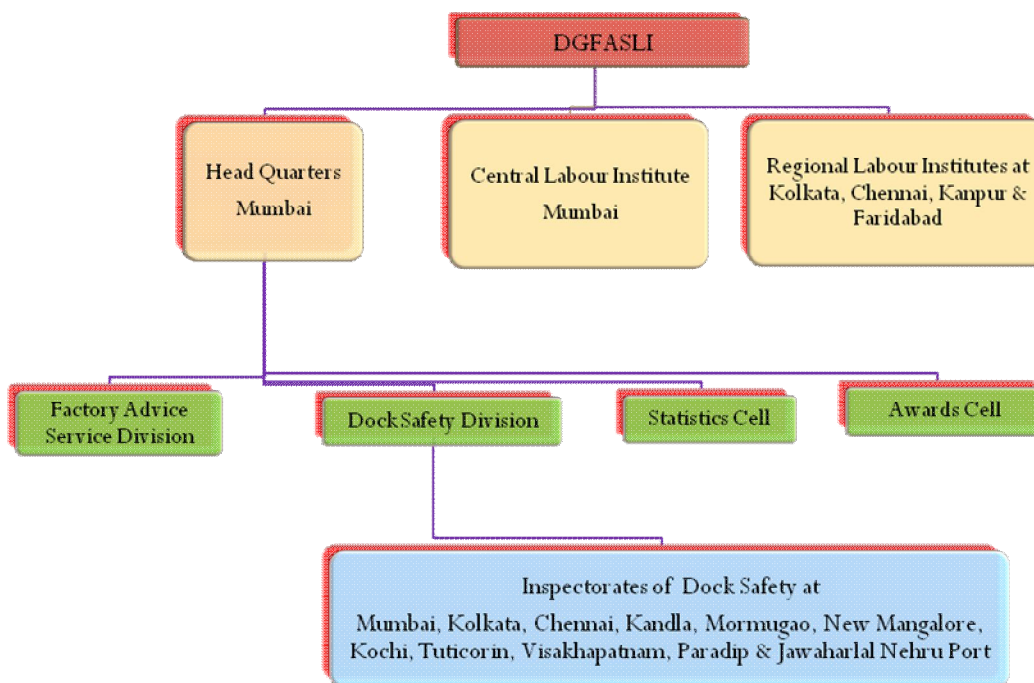 DGFASLI
Head Quarters
Mumbai
Central Labour Institute
Mumbai
Regional Labour Institutes at
Kolkata, Chennai, Kanpur &
Faridabad
Factory Advice
Service Division
Dock Safety Division
Statistics Cell
Awards Cell
Inspectorates of Dock Safety at
Mumbai, Kolkata, Chennai, Kandla, Mormugao, New Mangalore,
Kochi, Tuticorin, Visakhapatnam, Paradip & Jawaharlal Nehru Port